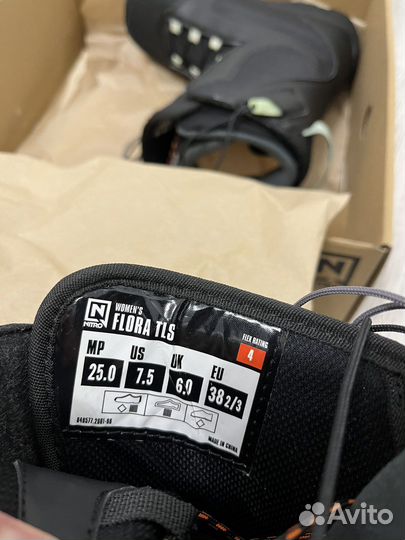 N
NITRO
WOMEN'S
FLORA TLS
FLEX RATING
4
MP US UK EU
25.0 7.5 6.0 38 2/3
MADE IN CHINA
N
NITRO
Avito